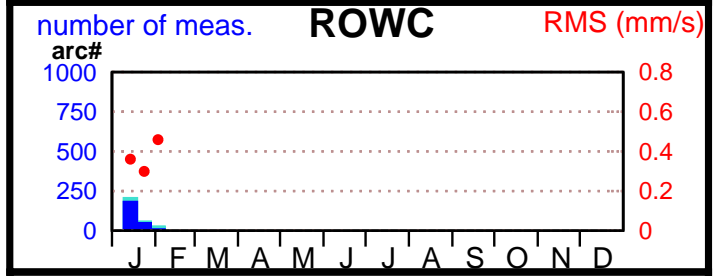 number of meas. ROWC RMS (mm/s)
arc#
1000 0.8
750 0.6
500 0.4
250 0.2
0 0
J F M A M J J A S O N D